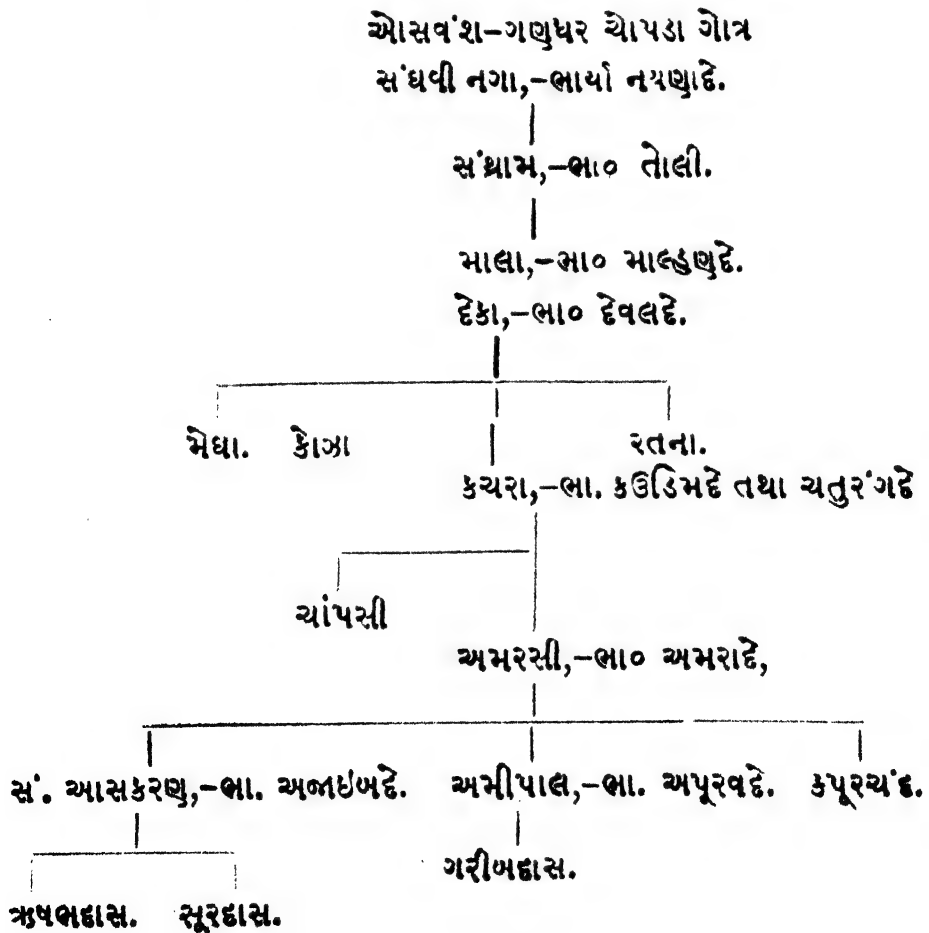 ઓસવંશ-ગણધર ચોપડા ગોત્ર
સંઘવી નગા,-ભાર્યા નયણાદે.
સંગ્રામ,-ભા૦ તોલી.
માલા,-ભા૦ માલ્હણદે.
દેકા,-ભા૦ દેવલદે.
મેઘા. કોઝા રતના.
કચરા,-ભા. કઉડિમદે તથા ચતુરંગદે
ચાંપસી
અમરસી,-ભા૦ અમરાદે,
સં. આસકરણ,-ભા. અજાઇબદે. અમીપાલ,-ભા. અપૂરવદે. કપૂરચંદ.
ગરીબદાસ.
ઋષભદાસ. સૂરદાસ.